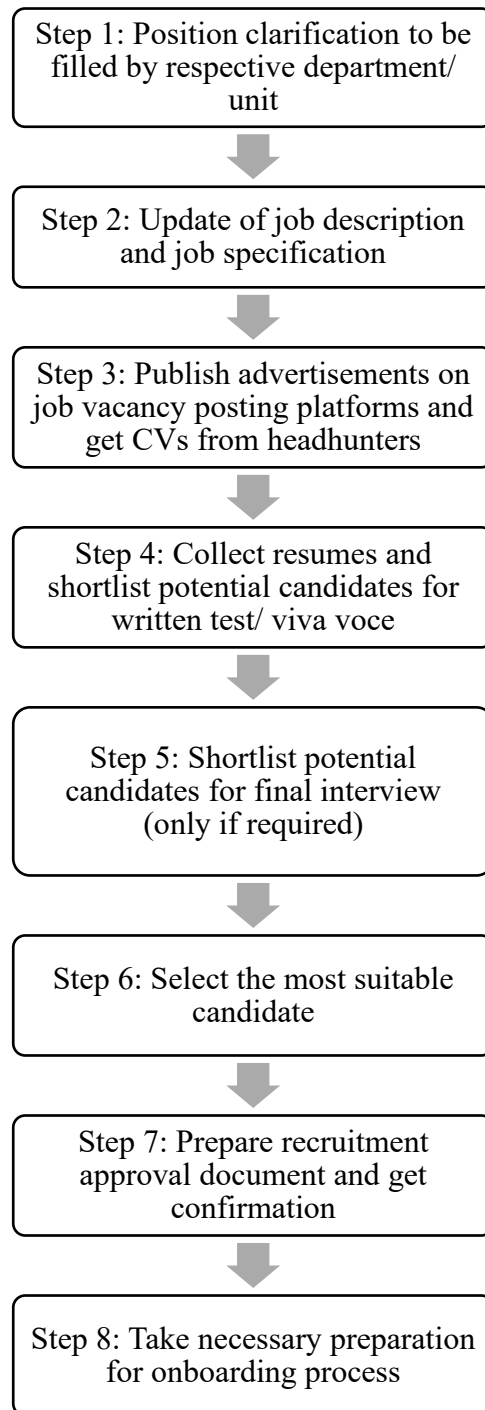 Step 1: Position clarification to be
filled by respective department/
unit
Step 2: Update of job description
and job specification
Step 3: Publish advertisements on
job vacancy posting platforms and
get CVs from headhunters
Step 4: Collect resumes and
shortlist potential candidates for
written test/ viva voce
Step 5: Shortlist potential
candidates for final interview
(only if required)
Step 6: Select the most suitable
candidate
Step 7: Prepare recruitment
approval document and get
confirmation
Step 8: Take necessary preparation
for onboarding process